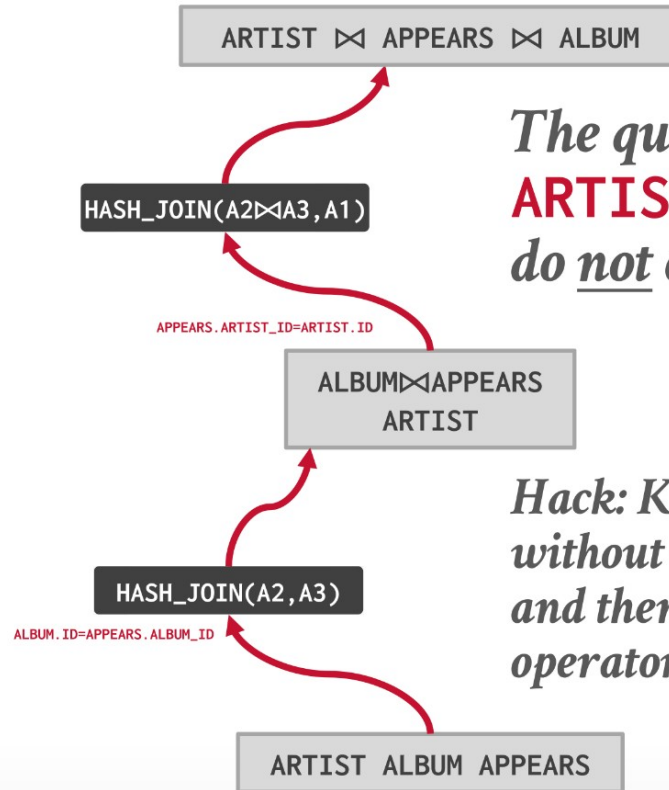 ARTIST ⨝ APPEARS ⨝ ALBUM
The qu
ARTIS
do not
HASH_JOIN(A2⨝A3,A1)
APPEARS.ARTIST_ID=ARTIST.ID
ALBUM⨝APPEARS
ARTIST
Hack: K
without
and then
operator
HASH_JOIN(A2,A3)
ALBUM.ID=APPEARS.ALBUM_ID
ARTIST ALBUM APPEARS